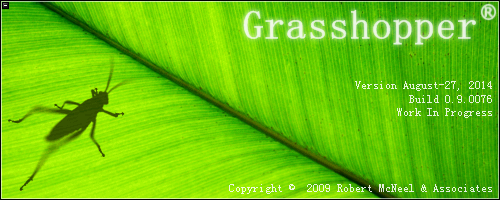 Grasshopper®
Version August-27, 2014
Build 0.9.0076
Work In Progress
Copyright © 2009 Robert McNeel & Associates